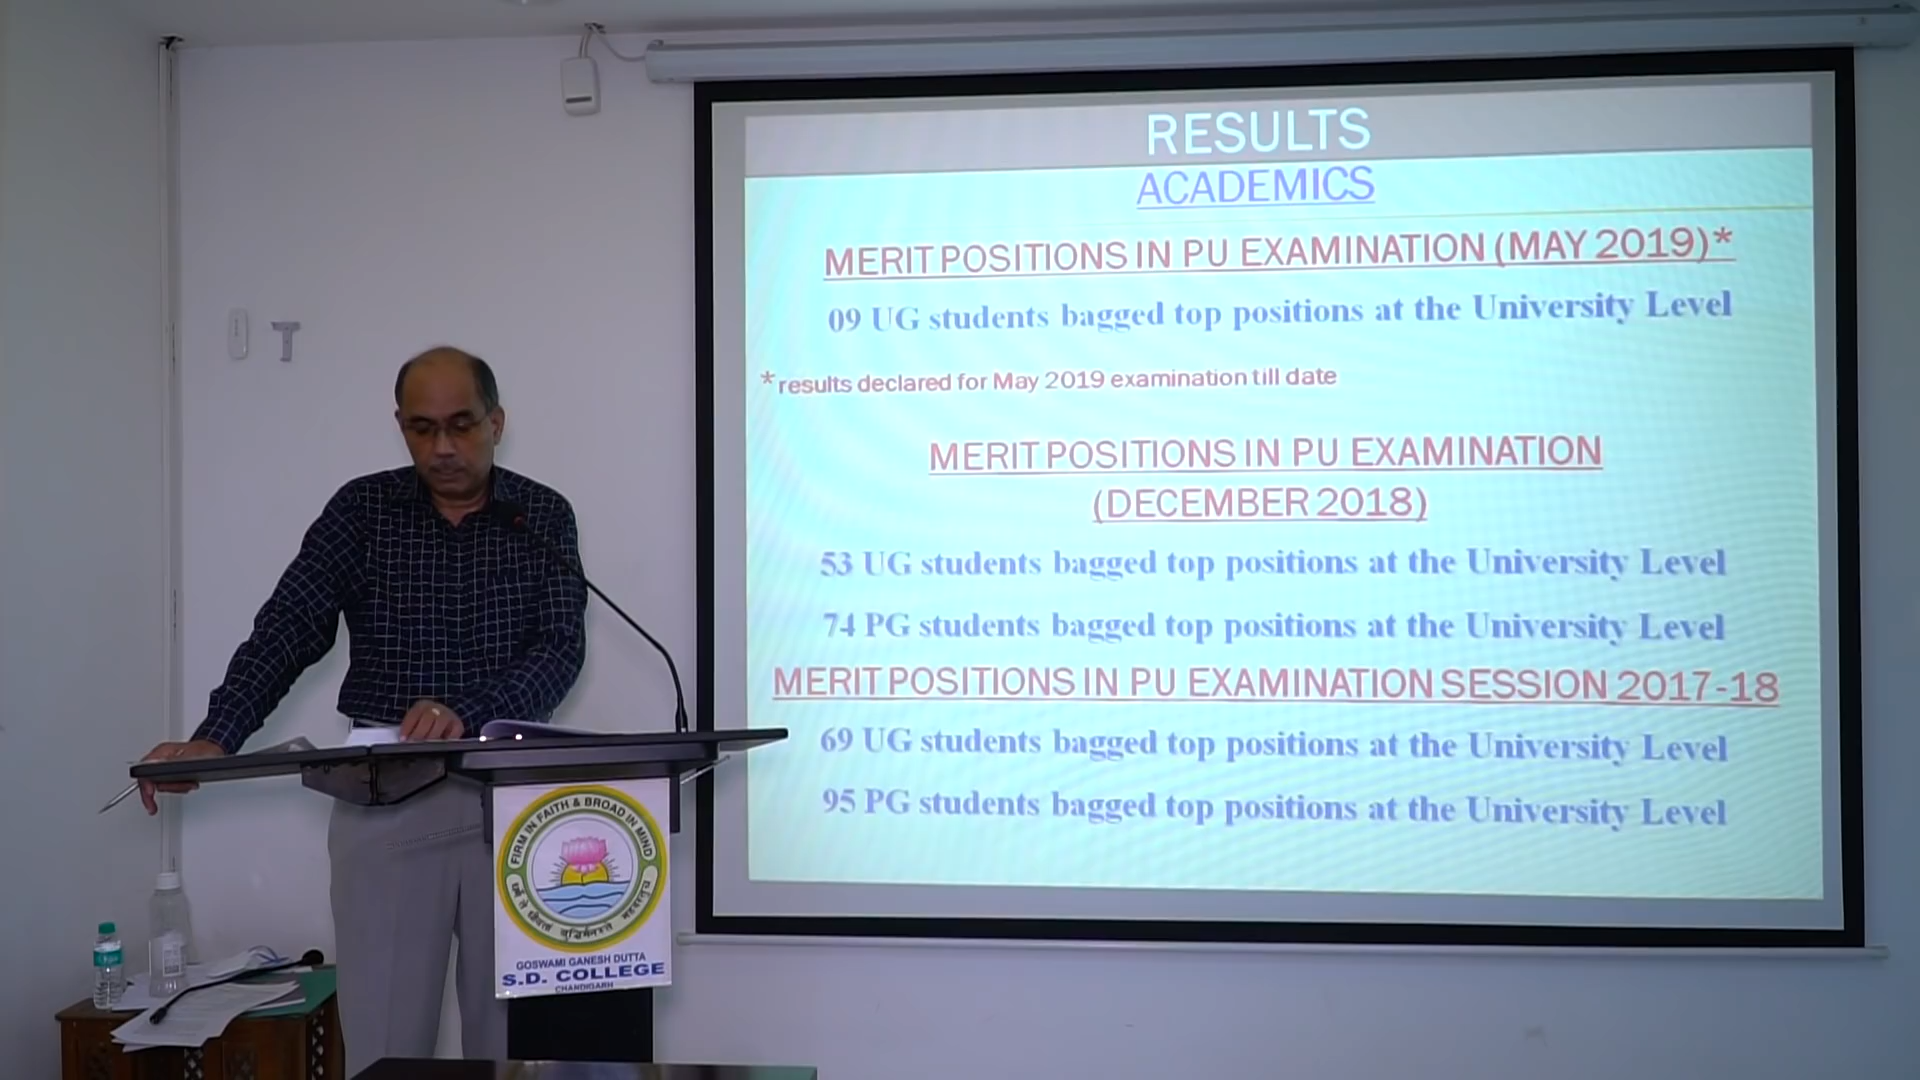 RESULTS
ACADEMICS
MERIT POSITIONS IN PU EXAMINATION (MAY 2019)*
09 UG students bagged top positions at the University Level
*results declared for May 2019 examination till date
MERIT POSITIONS IN PU EXAMINATION
(DECEMBER 2018)
53 UG students bagged top positions at the University Level
74 PG students bagged top positions at the University Level
MERIT POSITIONS IN PU EXAMINATION SESSION 2017-18
69 UG students bagged top positions at the University Level
95 PG students bagged top positions at the University Level
FIRM IN FAITH & BROAD IN MIND
GOSWAMI GANESH DUTTA
S.D. COLLEGE
CHANDIGARH